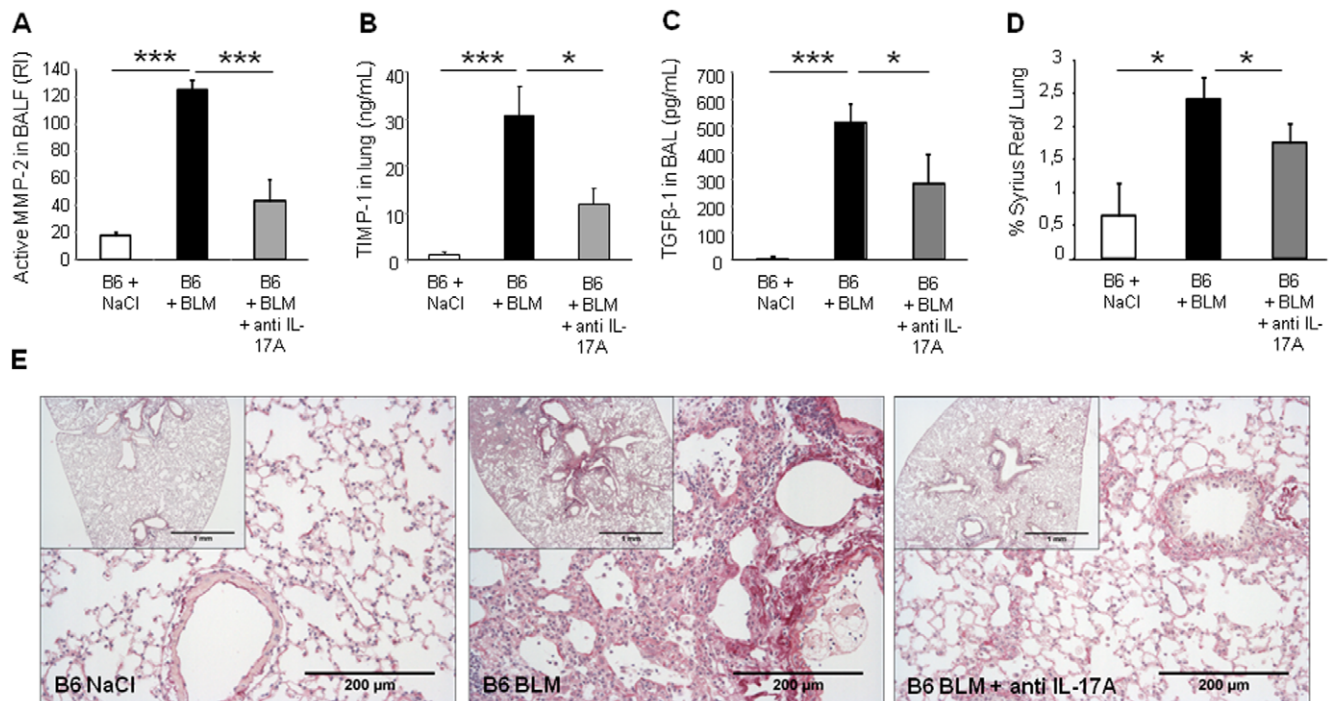 A
Active MMP-2 in BALF (RI)
140
120
100
80
60
40
20
0
***
***
B6 +
NaCl
B6
+ BLM
B6
+ BLM
+ anti IL-
17A
B
TIMP-1 in lung (ng/mL)
40
30
20
10
0
***
*
B6 +
NaCl
B6
+ BLM
B6
+ BLM
+ anti IL-
17A
C
TGFβ-1 in BAL (pg/mL)
700
600
500
400
300
200
100
0
***
*
B6 +
NaCl
B6
+ BLM
B6
+ BLM
+ anti IL-
17A
D
% Syrius Red/ Lung
3
2,5
2
1,5
1
0,5
0
*
*
B6 +
NaCl
B6
+ BLM
B6
+ BLM
+ anti IL-
17A
E
1 mm
B6 NaCl
200 µm
1 mm
B6 BLM
200 µm
1 mm
B6 BLM + anti IL-17A
200 µm